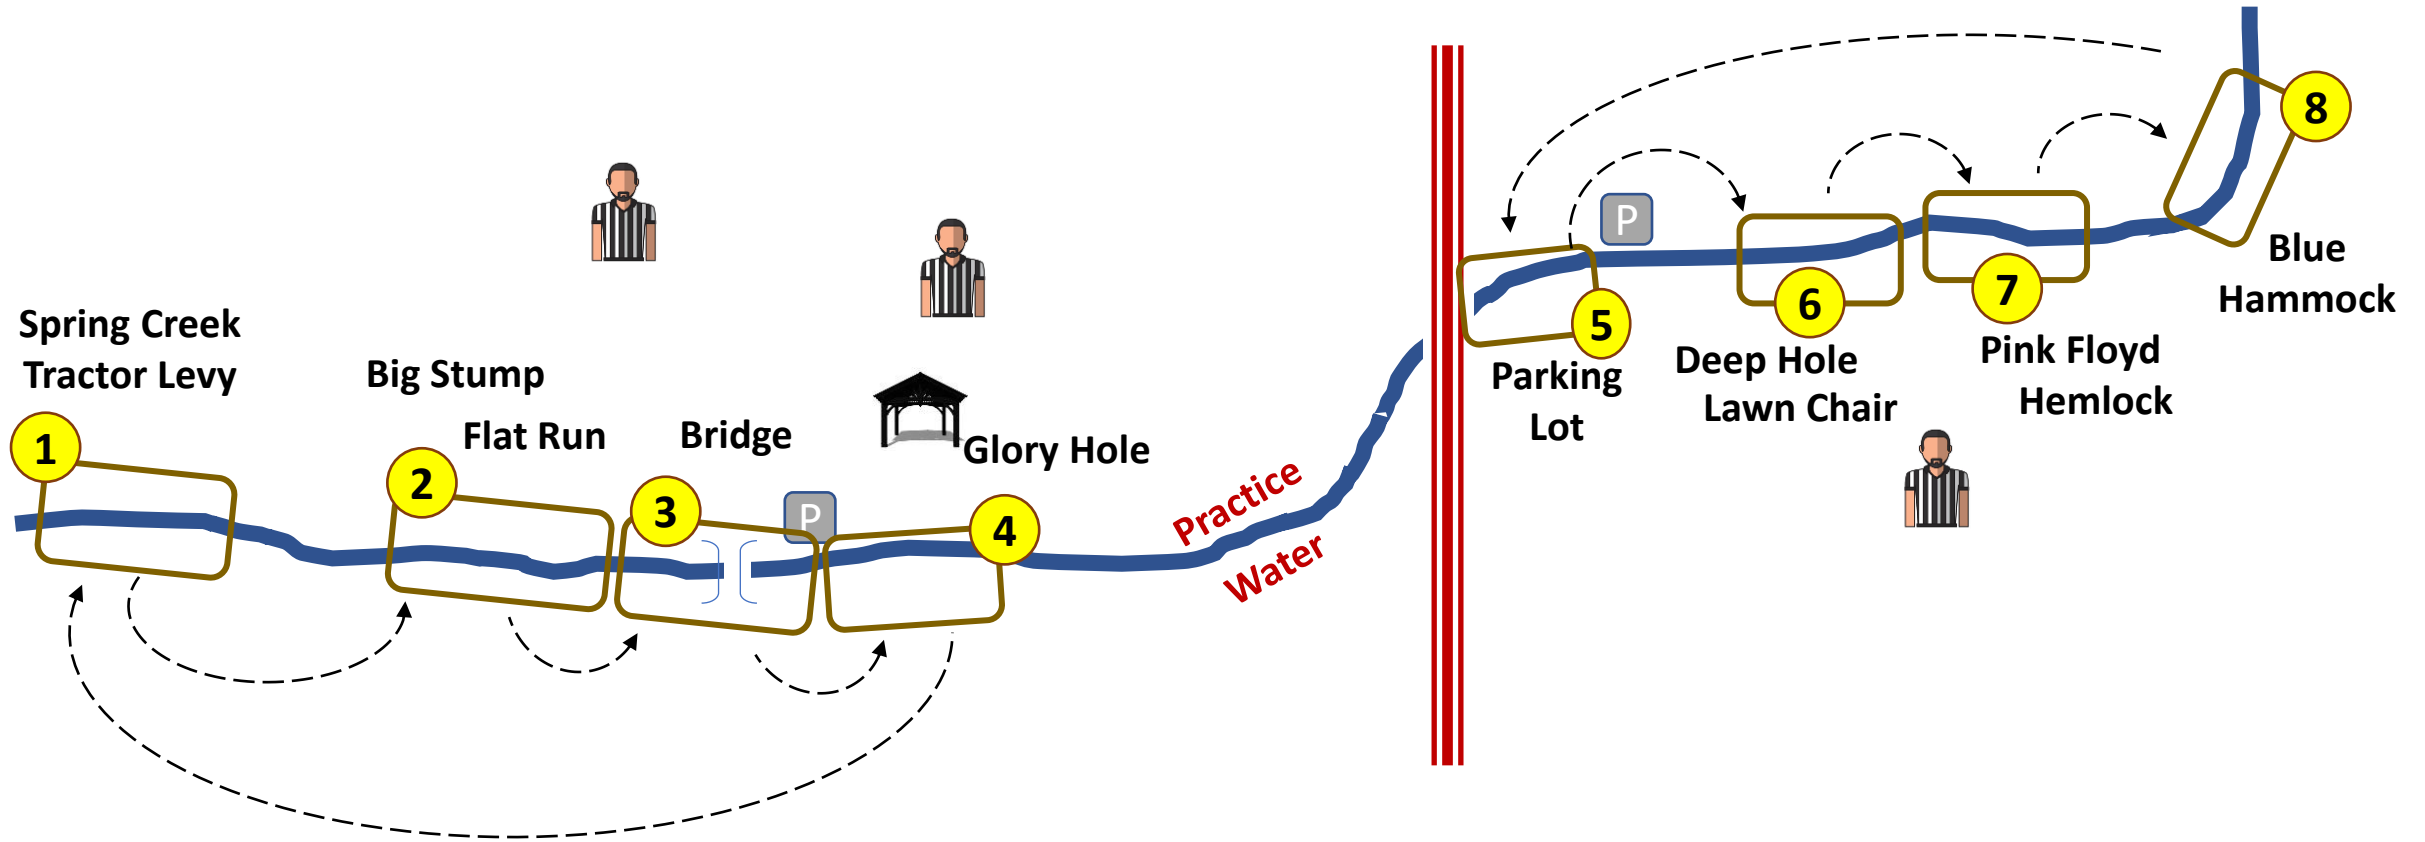 Spring Creek
Tractor Levy
1
Big Stump
Flat Run
2
Bridge
3
P
Glory Hole
4
Practice
Water
P
5
Parking
Lot
6
Deep Hole
Lawn Chair
7
Pink Floyd
Hemlock
8
Blue
Hammock